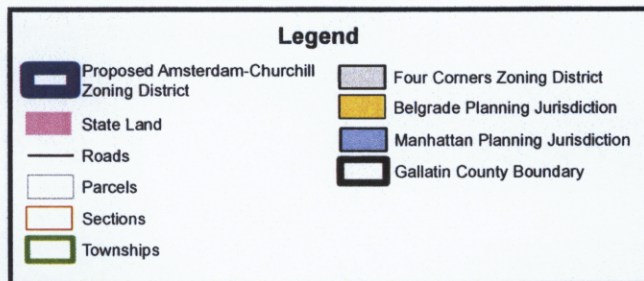 Legend
Proposed Amsterdam-Churchill
Zoning District
State Land
Roads
Parcels
Sections
Townships
Four Corners Zoning District
Belgrade Planning Jurisdiction
Manhattan Planning Jurisdiction
Gallatin County Boundary